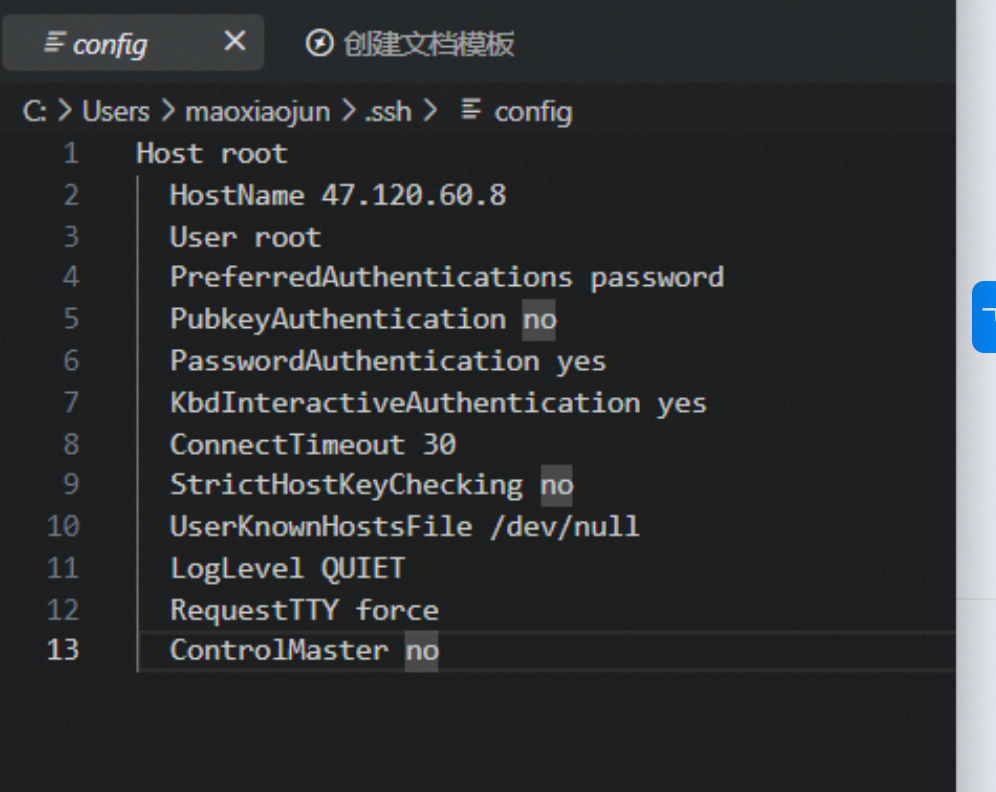 config
创建文档模板
C: > Users > maoxiaojun > .ssh > config
1 Host root
2 HostName 47.120.60.8
3 User root
4 PreferredAuthentications password
5 PubkeyAuthentication no
6 PasswordAuthentication yes
7 KbdInteractiveAuthentication yes
8 ConnectTimeout 30
9 StrictHostKeyChecking no
10 UserKnownHostsFile /dev/null
11 LogLevel QUIET
12 RequestTTY force
13 ControlMaster no